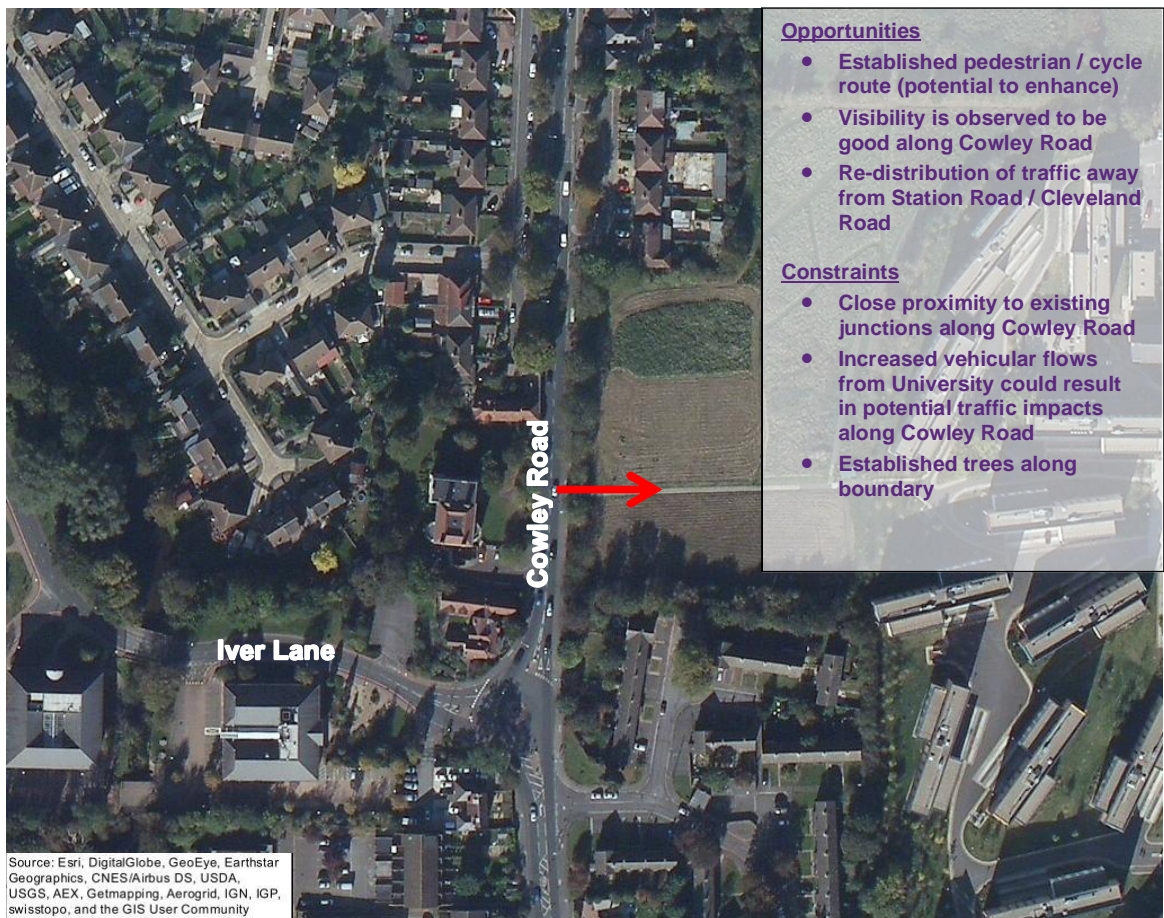 Opportunities
• Established pedestrian / cycle
route (potential to enhance)
• Visibility is observed to be
good along Cowley Road
• Re-distribution of traffic away
from Station Road / Cleveland
Road
Constraints
• Close proximity to existing
junctions along Cowley Road
• Increased vehicular flows
from University could result
in potential traffic impacts
along Cowley Road
• Established trees along
boundary
Cowley Road
Iver Lane
Source: Esri, DigitalGlobe, GeoEye, Earthstar
Geographics, CNES/Airbus DS, USDA,
USGS, AEX, Getmapping, Aerogrid, IGN, IGP,
swisstopo, and the GIS User Community